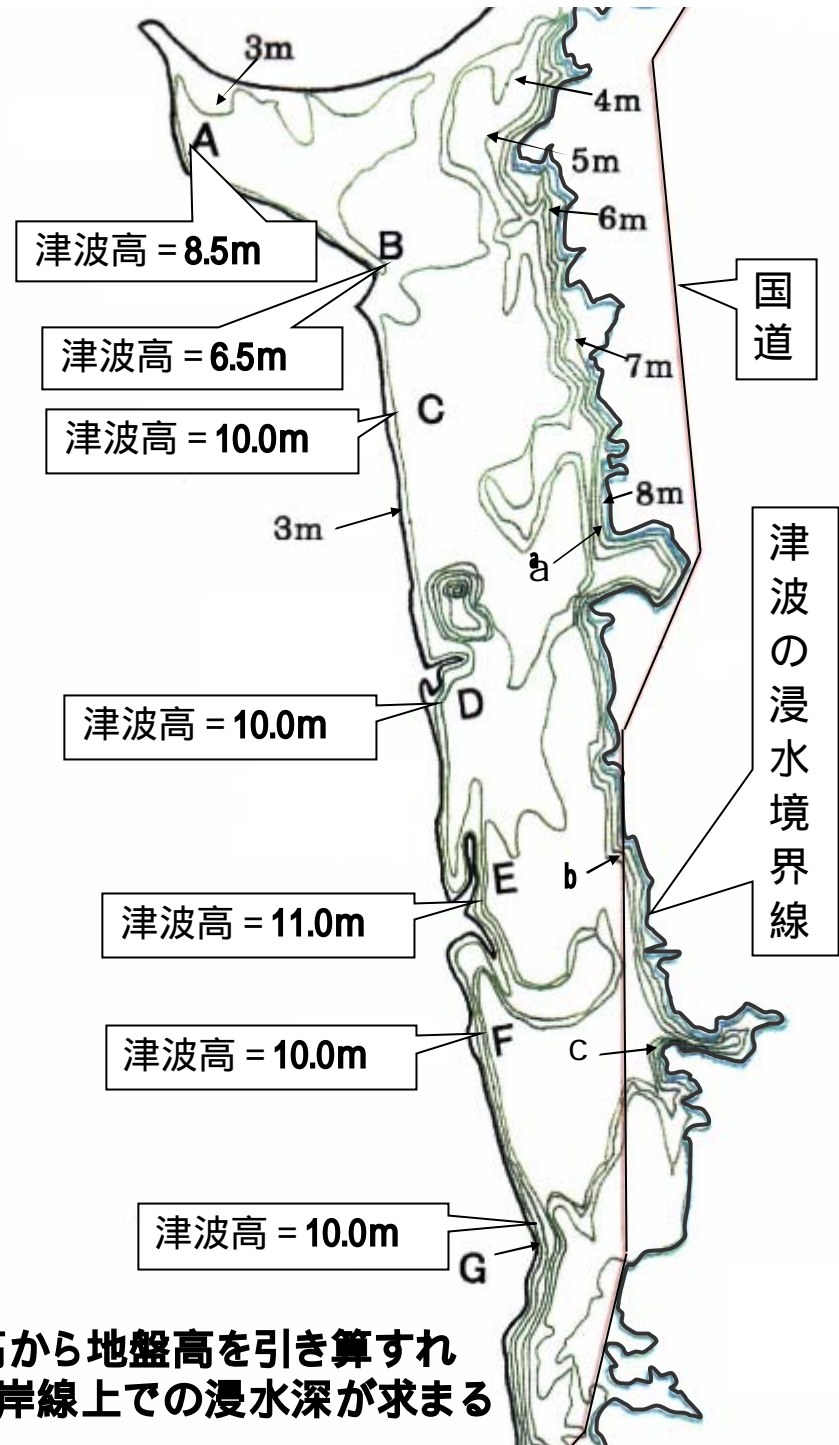 3m
4m
A
5m
6m
津波高 = 8.5m
B
国道
津波高 = 6.5m
7m
C
津波高 = 10.0m
8m
3m
a
津波の浸水境界線
D
津波高 = 10.0m
b
E
津波高 = 11.0m
F
C
津波高 = 10.0m
津波高 = 10.0m
G
から地盤高を引き算すれ
岸線上での浸水深が求まる